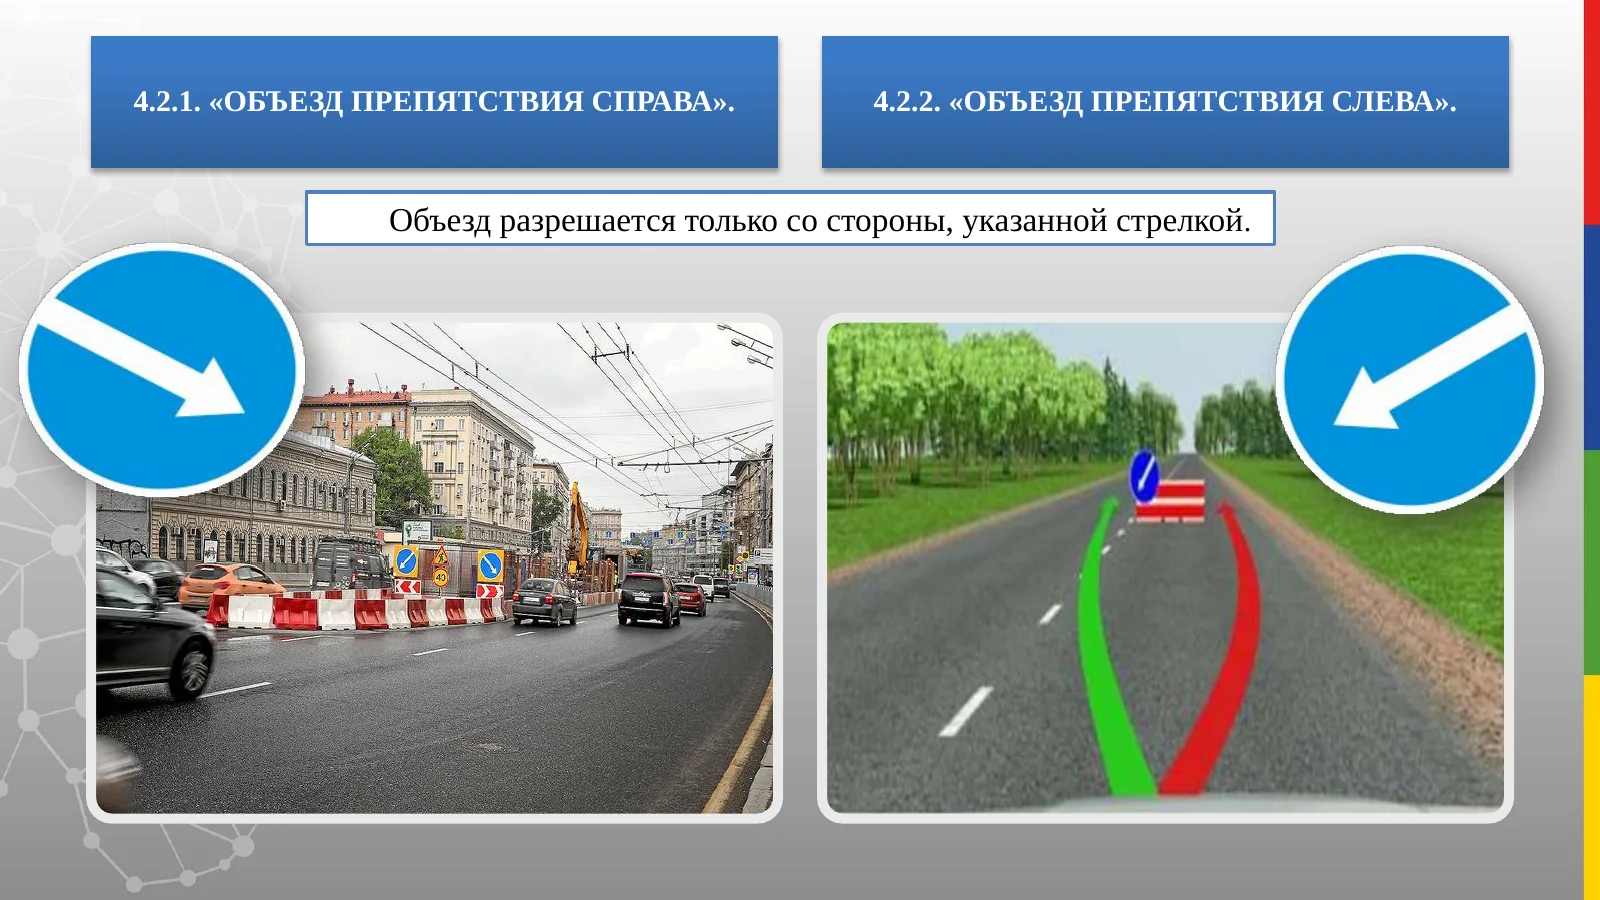 4.2.1. «ОБЪЕЗД ПРЕПЯТСТВИЯ СПРАВА».
4.2.2. «ОБЪЕЗД ПРЕПЯТСТВИЯ СЛЕВА».
Объезд разрешается только со стороны, указанной стрелкой.
40